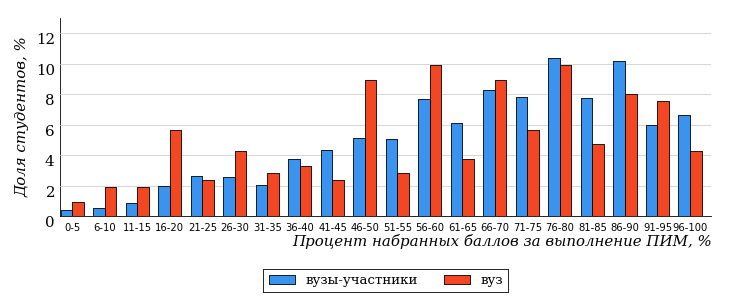 Доля студентов, %
12
10
8
6
4
2
0
0-5 6-10 11-15 16-20 21-25 26-30 31-35 36-40 41-45 46-50 51-55 56-60 61-65 66-70 71-75 76-80 81-85 86-90 91-95 96-100
Процент набранных баллов за выполнение ПИМ, %
вузы-участники вуз